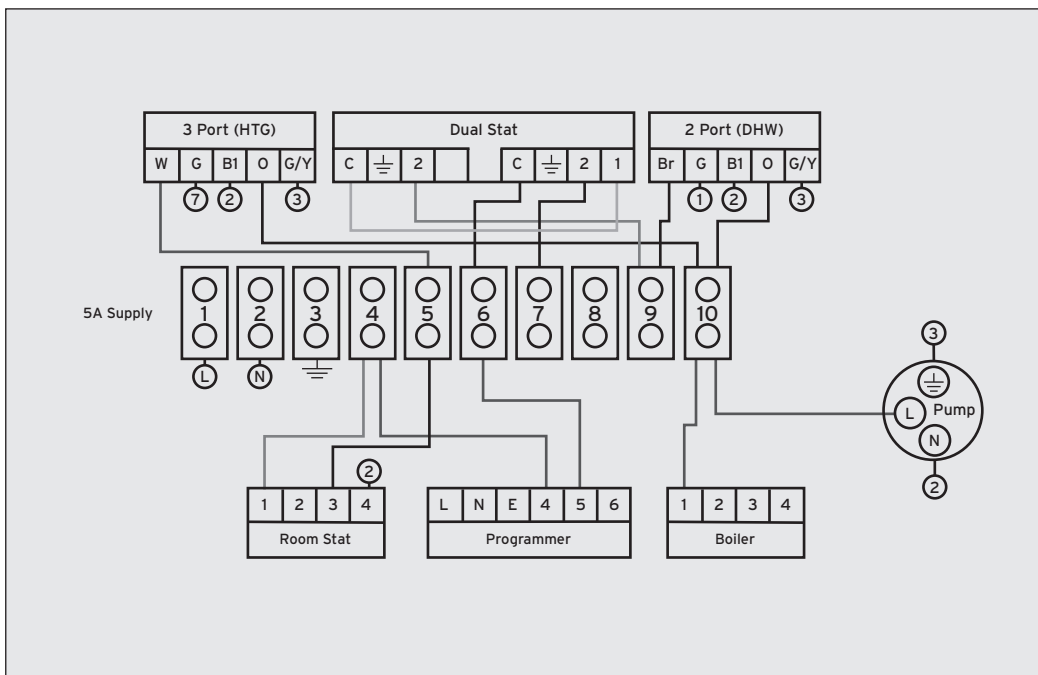 3 Port (HTG)
Dual Stat
2 Port (DHW)
W G B1 O G/Y
C 2 C 2 1
Br G B1 O G/Y
7 2 3
1 2 3
5A Supply
1 2 3 4 5 6 7 8 9 10
L N
3
L Pump
N
2
2
1 2 3 4
Room Stat
L N E 4 5 6
Programmer
1 2 3 4
Boiler